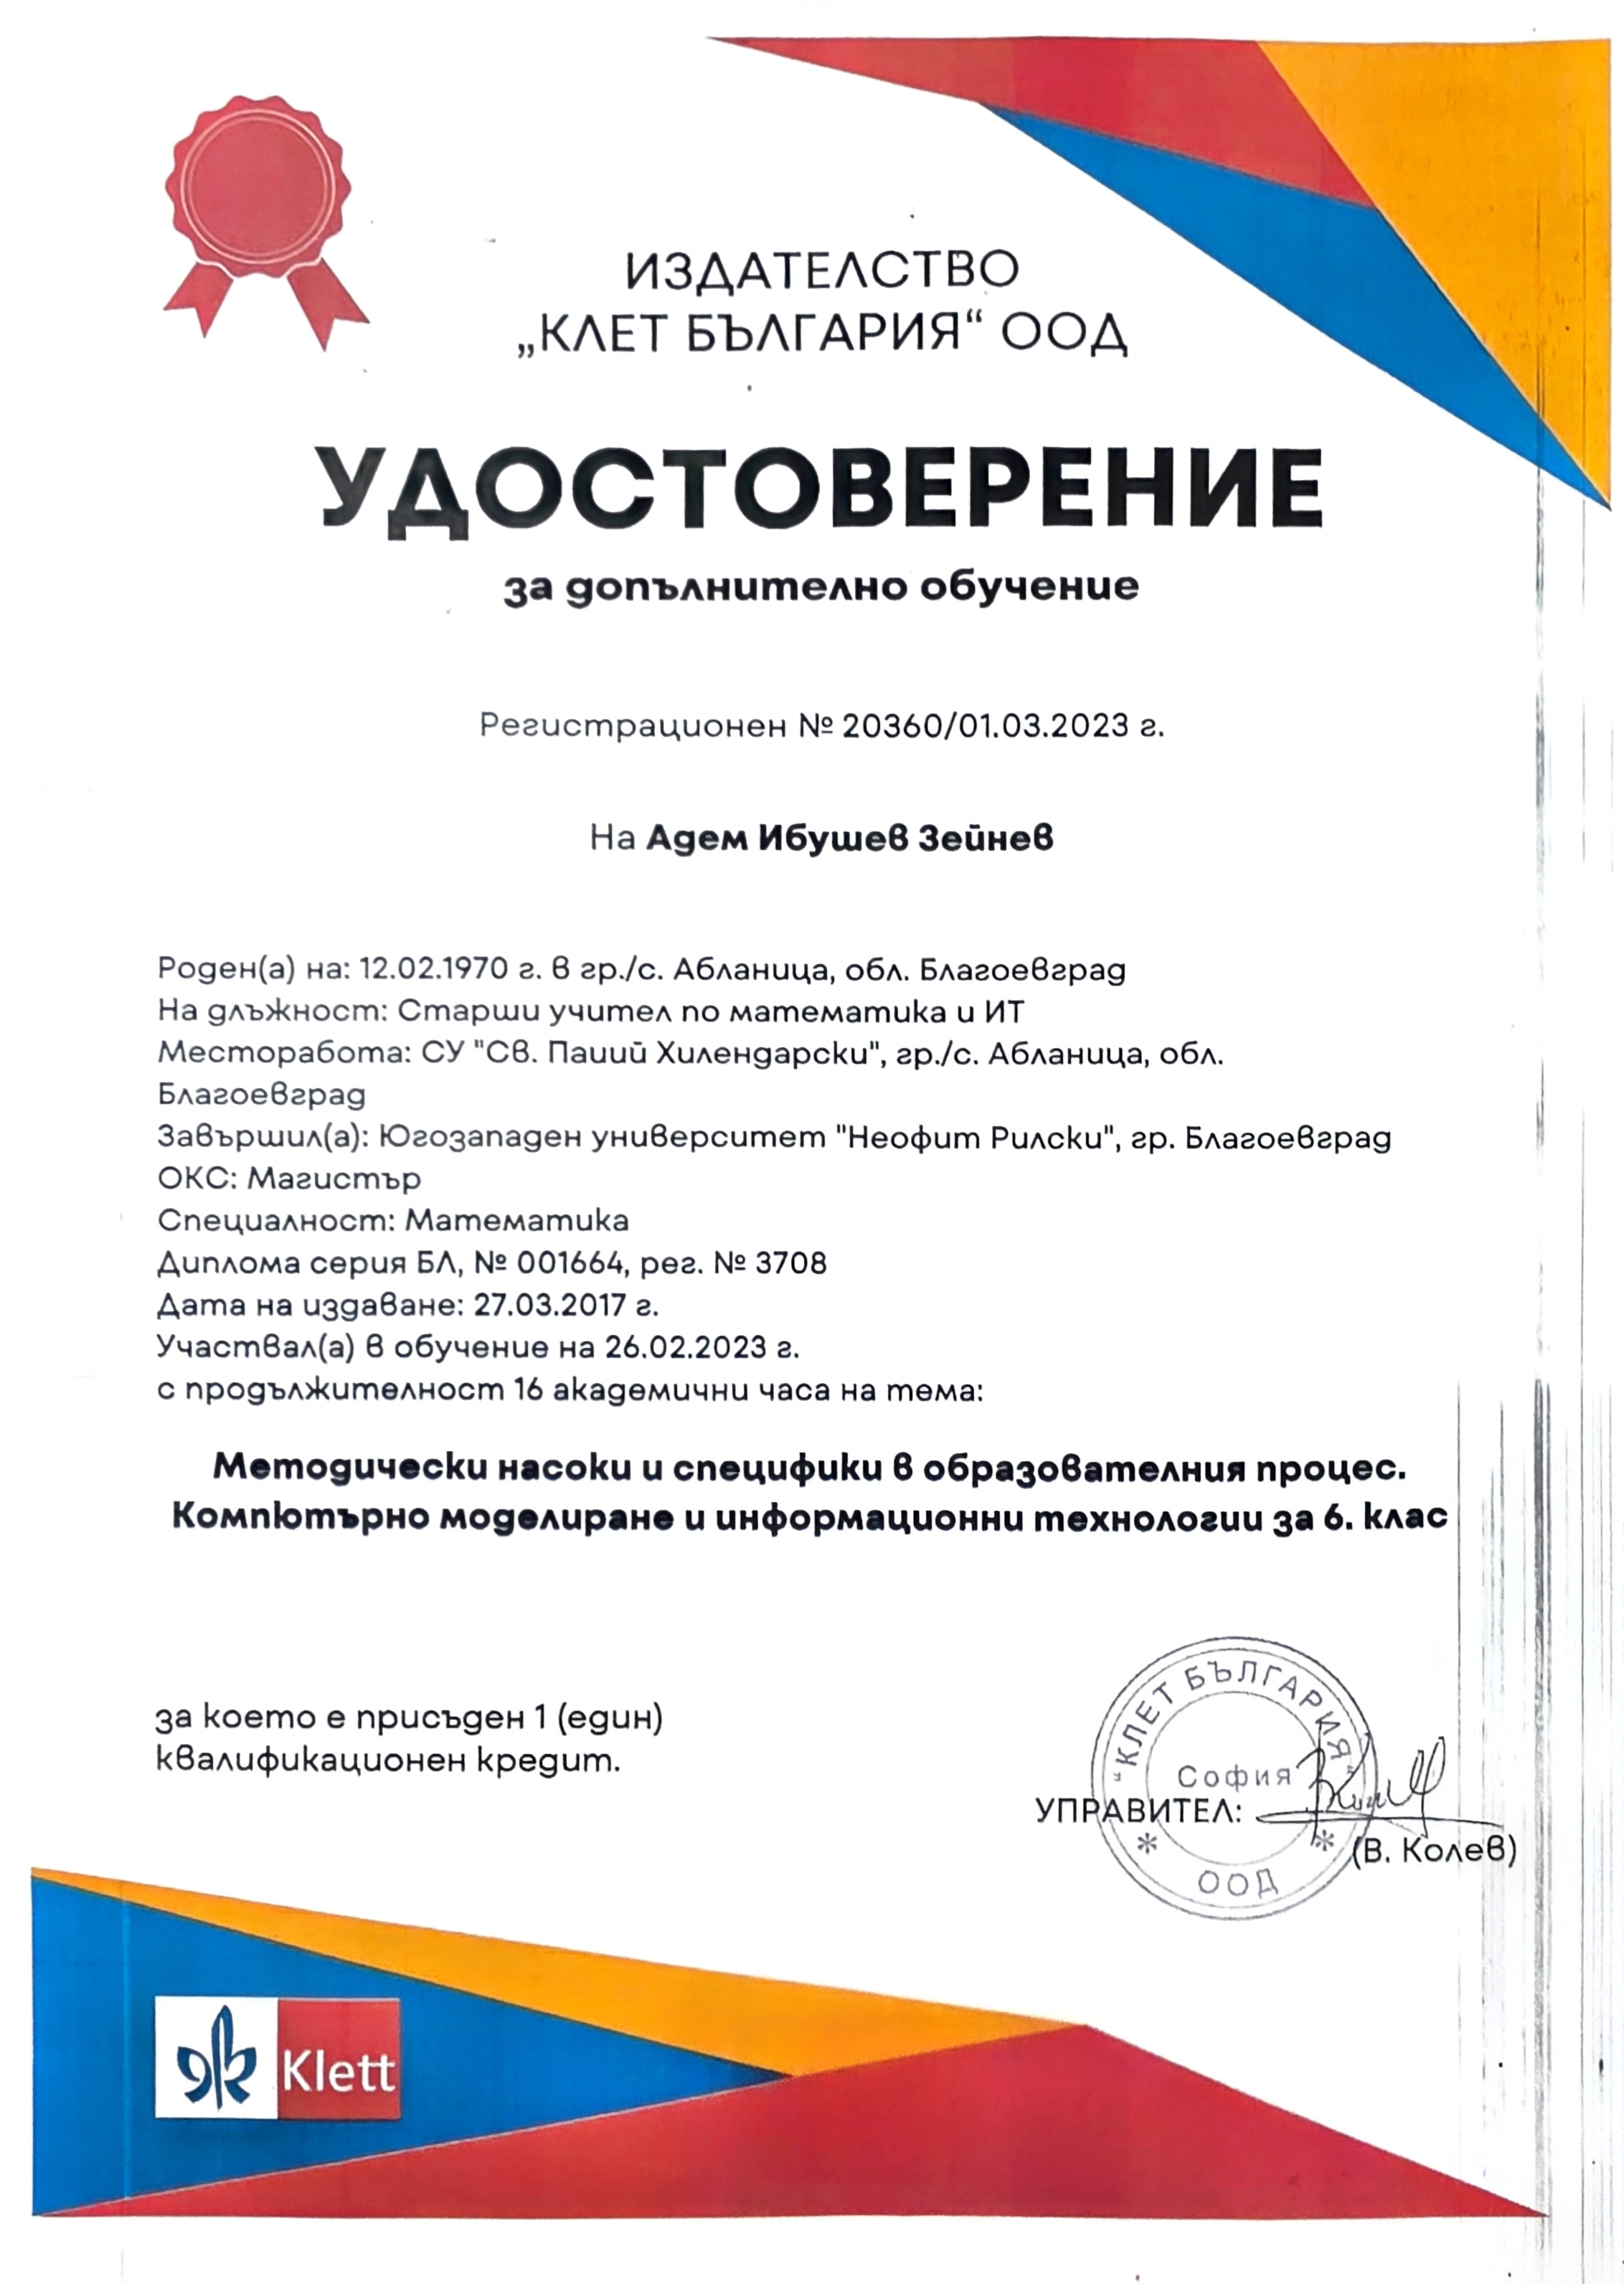 ИЗДАТЕЛСТВО
„КЛЕТ БЪЛГАРИЯ“ ООД
УДОСТОВЕРЕНИЕ
за допълнително обучение
Регистрационен № 20360/01.03.2023 г.
На Адем Ибушев Зейнев
Роден(а) на: 12.02.1970 г. в гр./с. Абланица, обл. Благоевград
На длъжност: Старши учител по математика и ИТ
Месторабота: СУ "Св. Паиий Хилендарски", гр./с. Абланица, обл.
Благоевград
Завършил(а): Югозападен университет "Неофит Рилски", гр. Благоевград
ОКС: Магистър
Специалност: Математика
Диплома серия БЛ, № 001664, рег. № 3708
Дата на издаване: 27.03.2017 г.
Участвал(а) в обучение на 26.02.2023 г.
с продължителност 16 академични часа на тема:
Методически насоки и специфики в образователния процес.
Компютърно моделиране и информационни технологии за 6. клас
за което е присъден 1 (един)
квалификационен кредит.
"КЛЕТ БЪЛГАРИЯ"
София
ООД
УПРАВИТЕЛ:
(В. Колев)
Klett